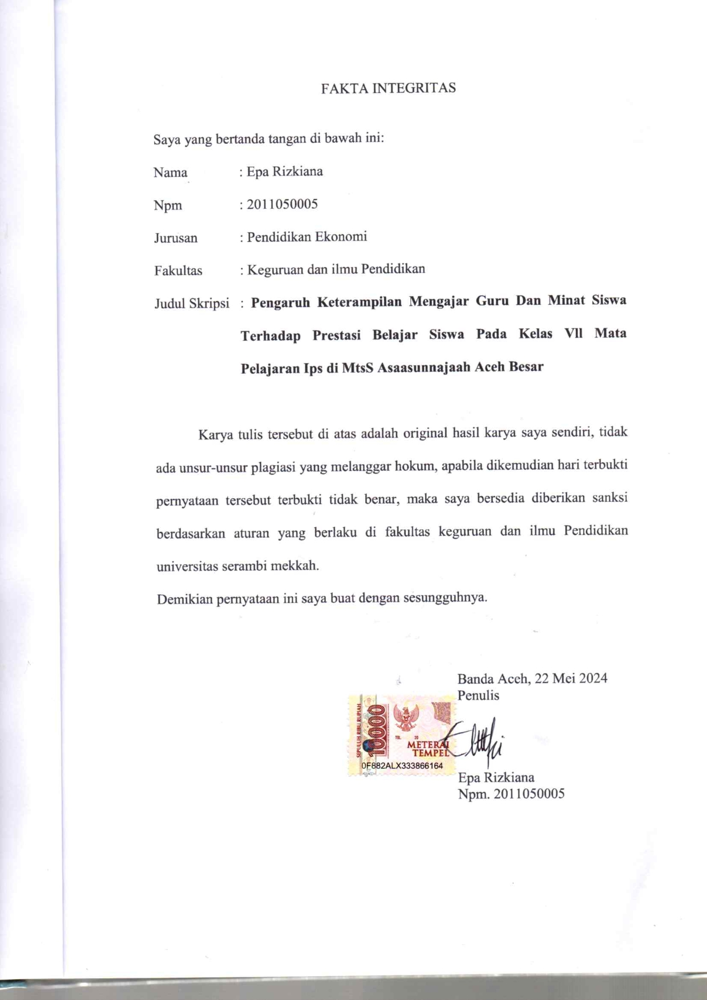 FAKTA INTEGRITAS
Saya yang bertanda tangan di bawah ini:
Nama : Epa Rizkiana
Npm : 2011050005
Jurusan : Pendidikan Ekonomi
Fakultas : Keguruan dan ilmu Pendidikan
Judul Skripsi : Pengaruh Keterampilan Mengajar Guru Dan Minat Siswa
Terhadap Prestasi Belajar Siswa Pada Kelas Vll Mata
Pelajaran Ips di MtsS Asaasunnajaah Aceh Besar
Karya tulis tersebut di atas adalah original hasil karya saya sendiri, tidak
ada unsur-unsur plagiasi yang melanggar hokum, apabila dikemudian hari terbukti
pernyataan tersebut terbukti tidak benar, maka saya bersedia diberikan sanksi
berdasarkan aturan yang berlaku di fakultas keguruan dan ilmu Pendidikan
universitas serambi mekkah.
Demikian pernyataan ini saya buat dengan sesungguhnya.
Banda Aceh, 22 Mei 2024
Penulis
SEPULUH RIBU RUPIAH
10000
TGL. 20
METERAI
TEMPEL
0F882ALX333866164
Epa Rizkiana
Npm. 2011050005